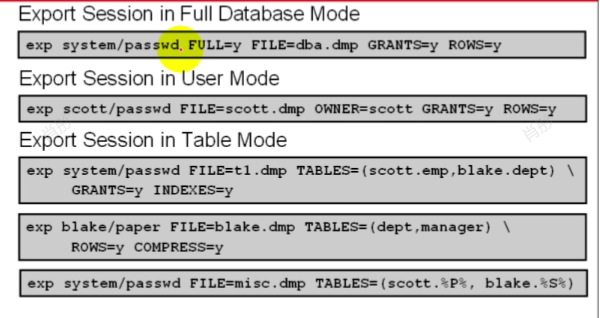 Export Session in Full Database Mode
exp system/passwd FULL=y FILE=dba.dmp GRANTS=y ROWS=y
Export Session in User Mode
exp scott/passwd FILE=scott.dmp OWNER=scott GRANTS=y ROWS=y
Export Session in Table Mode
exp system/passwd FILE=t1.dmp TABLES=(scott.emp,blake.dept) \
GRANTS=y INDEXES=y
exp blake/paper FILE=blake.dmp TABLES=(dept,manager) \
ROWS=y COMPRESS=y
exp system/passwd FILE=misc.dmp TABLES=(scott.%P%, blake.%S%)